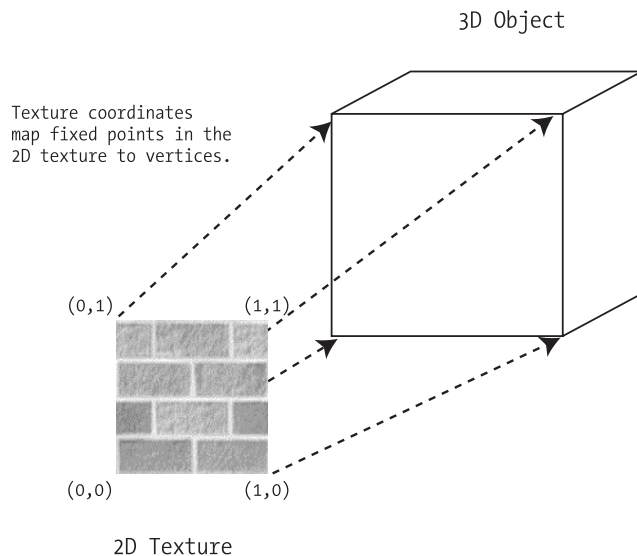 3D Object
Texture coordinates
map fixed points in the
2D texture to vertices.
(0,1)
(1,1)
(0,0)
(1,0)
2D Texture